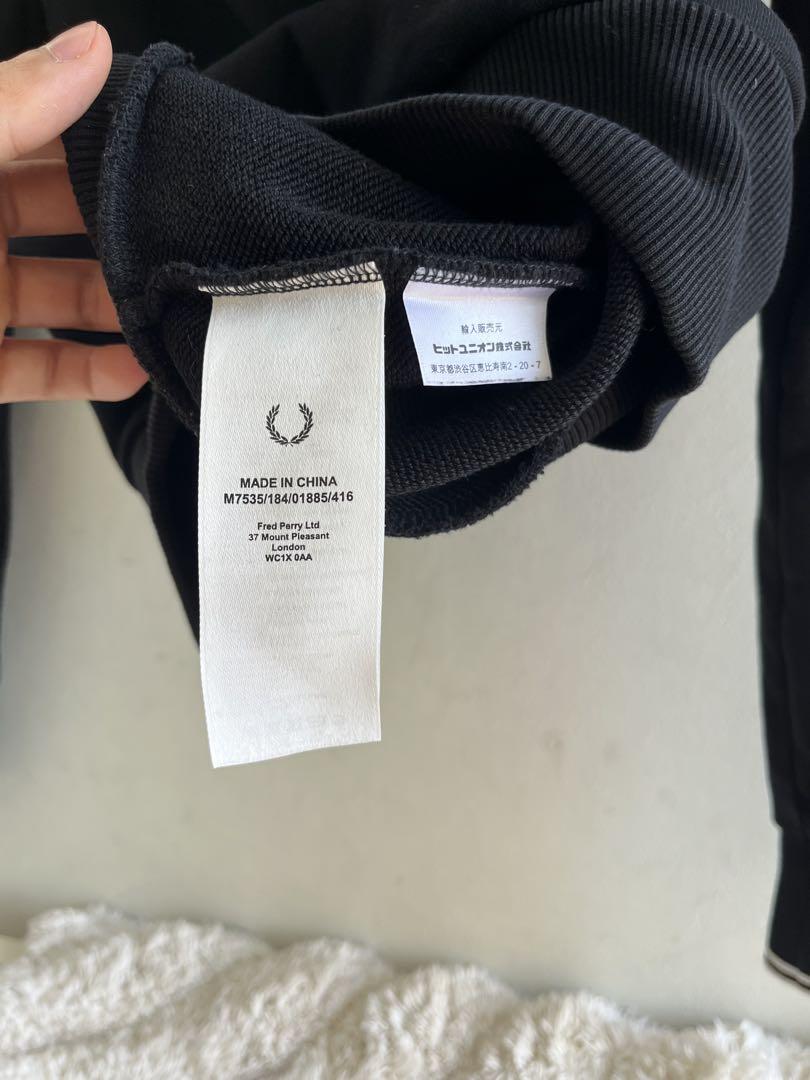 MADE IN CHINA
M7535/184/01885/416
Fred Perry Ltd
37 Mount Pleasant
London
WC1X 0AA
輸入販売元
ヒットユニオン株式会社
東京都渋谷区恵比寿南2-20-7